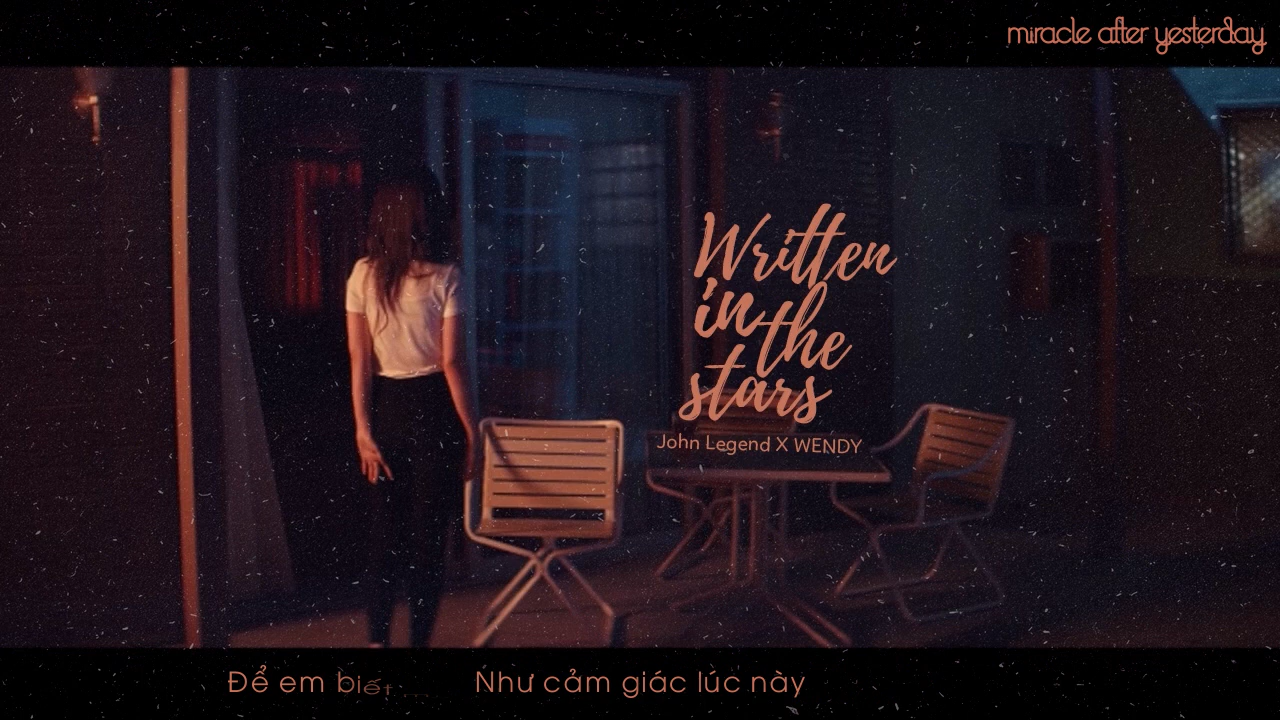 miracle after yesterday
Written
in the
stars
John Legend X WENDY
Để em biết Như cảm giác lúc này